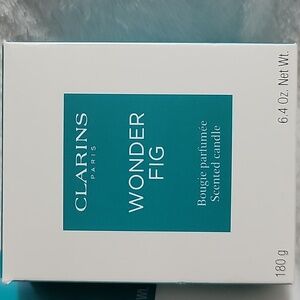 CLARINS
PARIS
WONDER
FIG
Bougie parfumée
Scented candle
180 g
6.4 Oz. Net Wt.